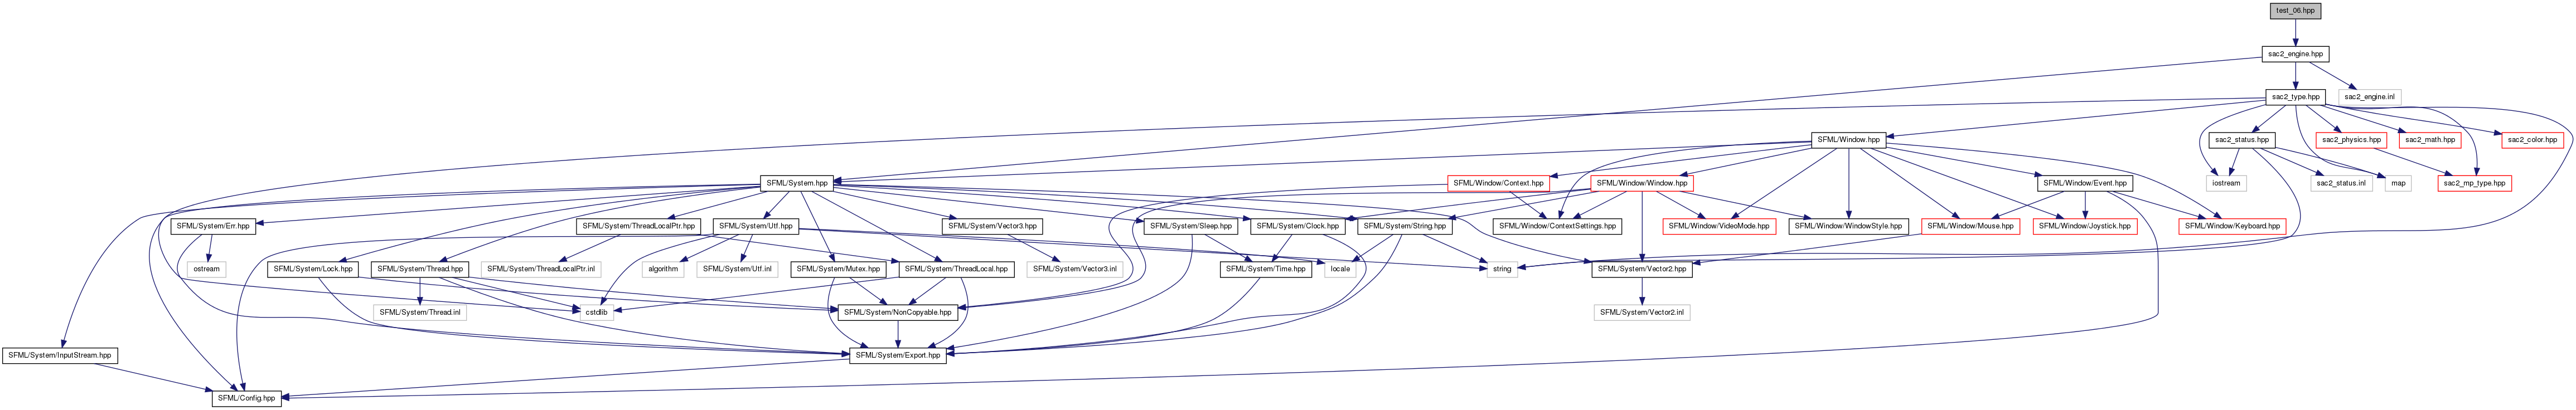 test_06.hpp
sac2_engine.hpp
sac2_type.hpp
sac2_engine.inl
SFML/Window.hpp
sac2_status.hpp
sac2_physics.hpp
sac2_math.hpp
sac2_color.hpp
SFML/System.hpp
SFML/Window/Context.hpp
SFML/Window/Window.hpp
SFML/Window/Event.hpp
iostream
sac2_status.inl
map
sac2_mp_type.hpp
SFML/System/Err.hpp
SFML/System/ThreadLocalPtr.hpp
SFML/System/Utf.hpp
SFML/System/Vector3.hpp
SFML/System/Sleep.hpp
SFML/System/Clock.hpp
SFML/System/String.hpp
SFML/Window/ContextSettings.hpp
SFML/Window/VideoMode.hpp
SFML/Window/WindowStyle.hpp
SFML/Window/Mouse.hpp
SFML/Window/Joystick.hpp
SFML/Window/Keyboard.hpp
ostream
SFML/System/Lock.hpp
SFML/System/Thread.hpp
SFML/System/ThreadLocalPtr.inl
algorithm
SFML/System/Utf.inl
SFML/System/Mutex.hpp
SFML/System/ThreadLocal.hpp
SFML/System/Vector3.inl
SFML/System/Time.hpp
locale
string
SFML/System/Vector2.hpp
SFML/System/Thread.inl
cstdlib
SFML/System/NonCopyable.hpp
SFML/System/Vector2.inl
SFML/System/InputStream.hpp
SFML/System/Export.hpp
SFML/Config.hpp